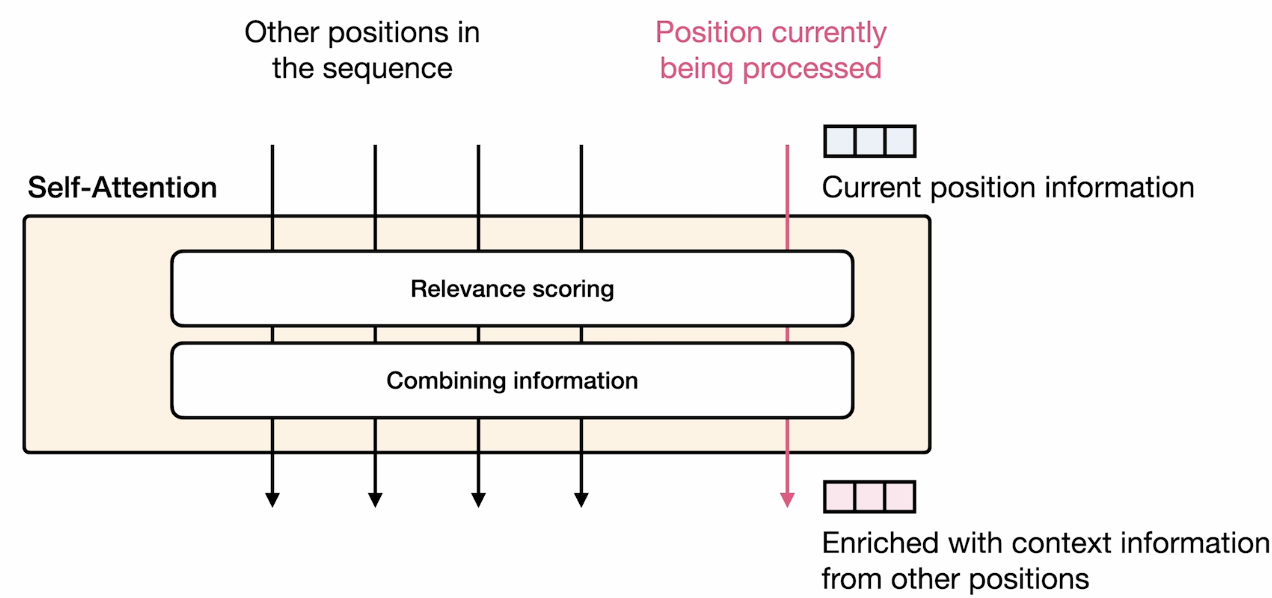 Other positions in
the sequence
Position currently
being processed
Self-Attention
Current position information
Relevance scoring
Combining information
Enriched with context information
from other positions